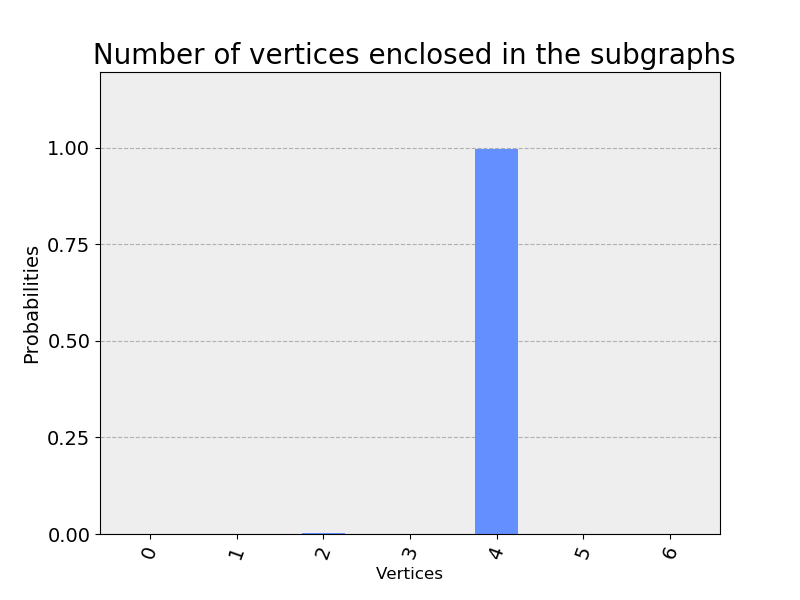 Number of vertices enclosed in the subgraphs
1.00
0.75
0.50
0.25
0.00
Probabilities
0 1 2 3 4 5 6
Vertices